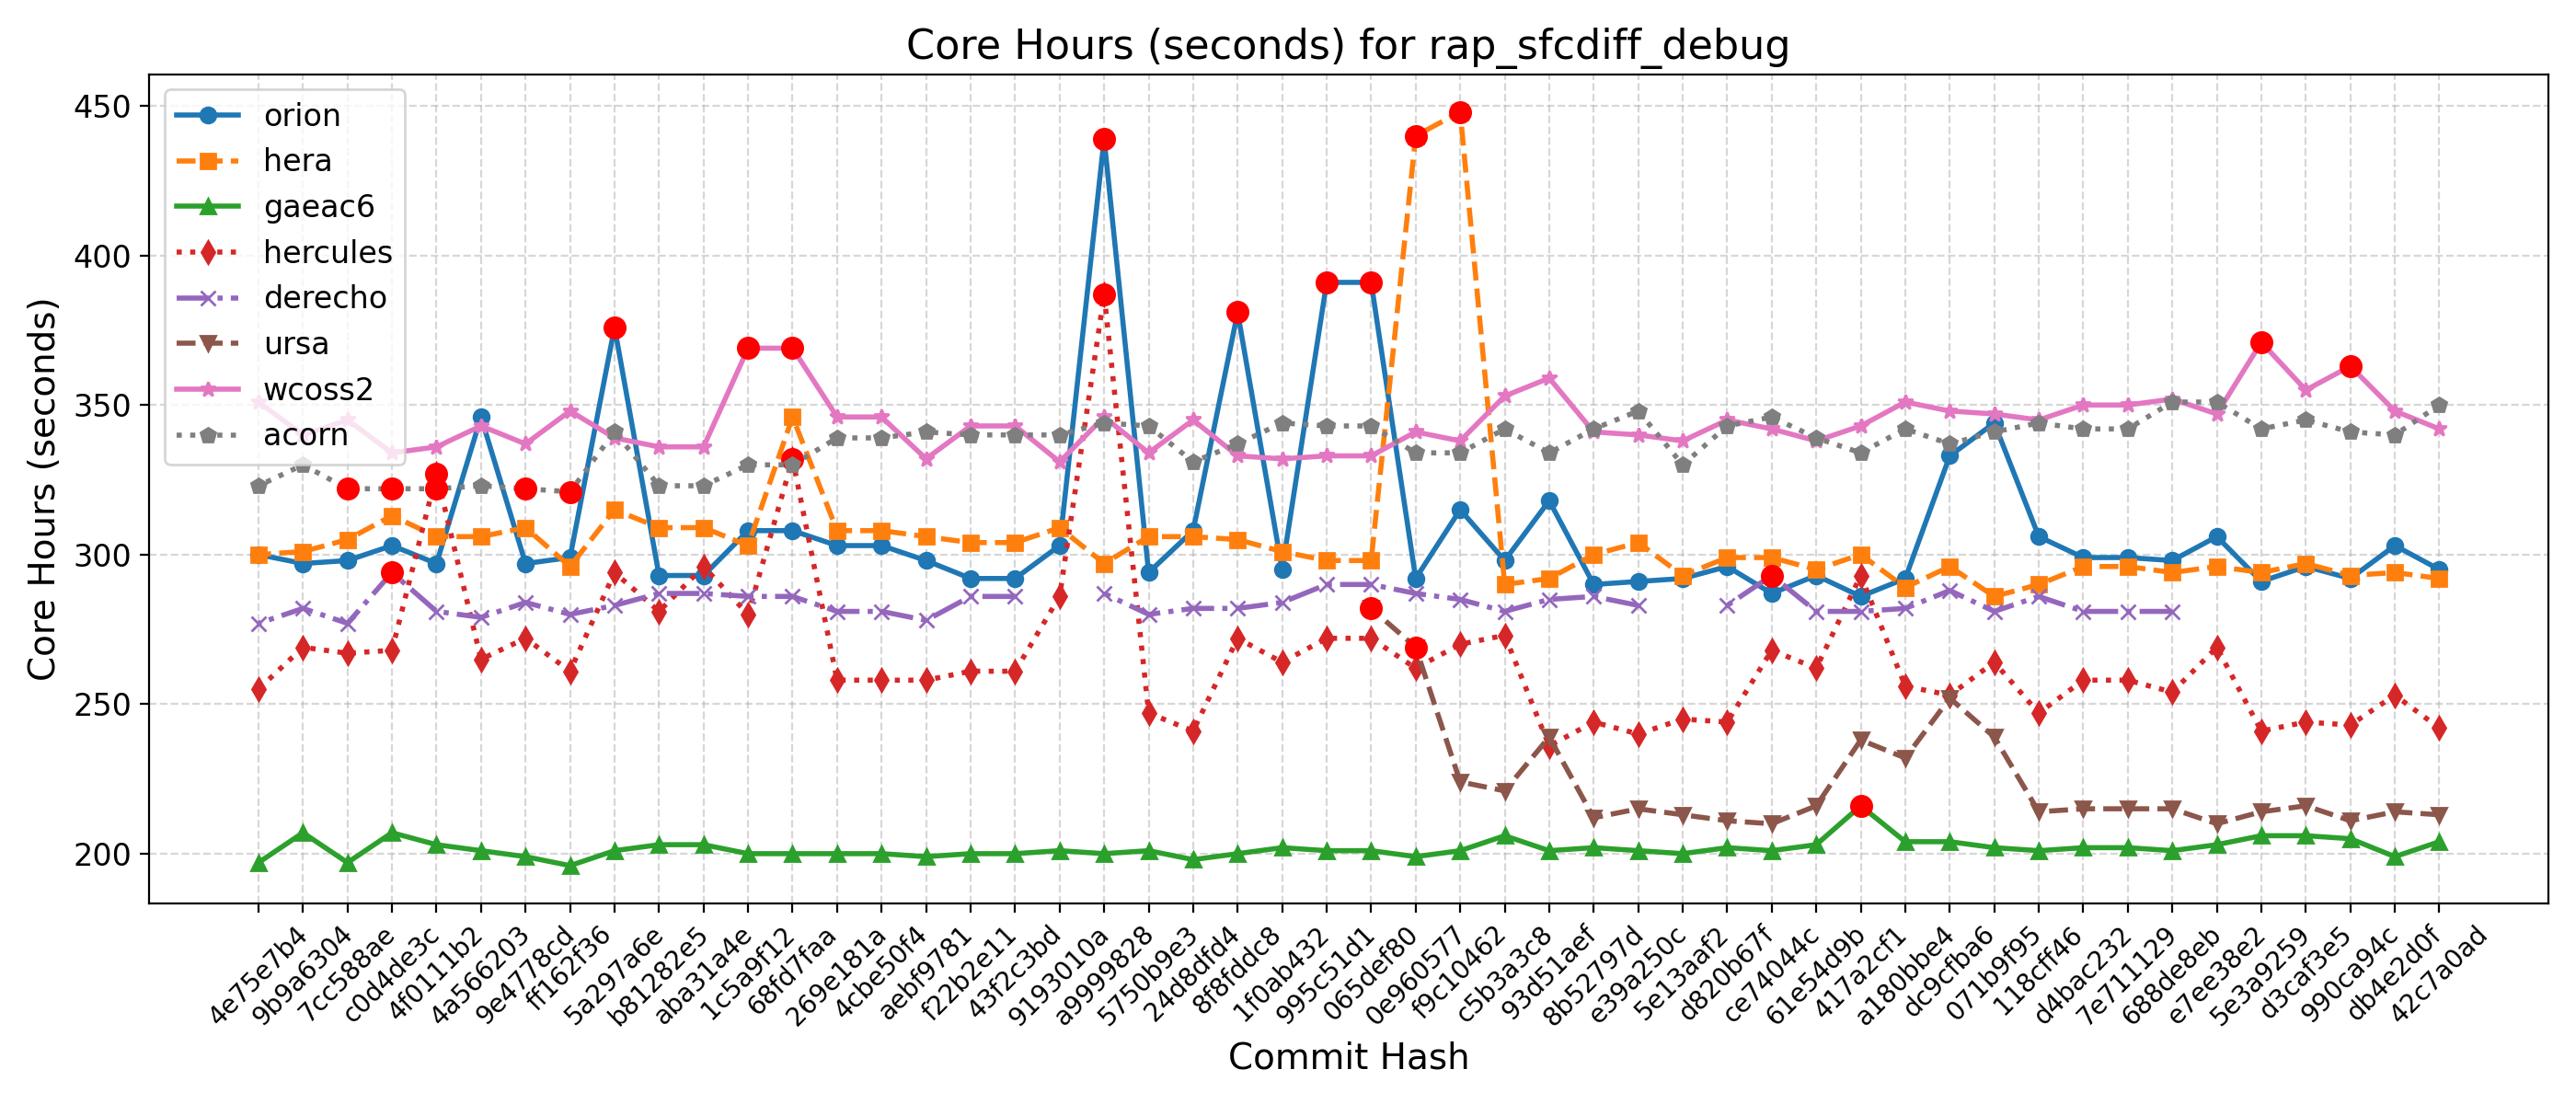 Core Hours (seconds) for rap_sfcdiff_debug
Core Hours (seconds)
450
400
350
300
250
200
orion
hera
gaeac6
hercules
derecho
ursa
wcoss2
acorn
4e75e7b4
9b9a6304
7cc588ae
c0d4de3c
4f0111b2
4a566203
9e4778cd
ff162f36
5a297a6e
b81282e5
aba31a4e
1c5a9f12
68fd7faa
269e181a
4cbe50f4
aebf9781
f22b2e11
43f2c3bd
9193010a
a9999828
5750b9e3
24d8dfd4
8f8fddc8
1f0ab432
995c51d1
065def80
0e960577
f9c10462
c5b3a3c8
93d51aef
8b52797d
e39a250c
5e13aaf2
d820b67f
ce74044c
61e54d9b
417a2cf1
a180bbe4
dc9cfba6
071b9f95
118cff46
d4bac232
7e711129
688de8eb
e7ee38e2
5e3a9259
d3caf3e5
990ca94c
db4e2d0f
42c7a0ad
Commit Hash